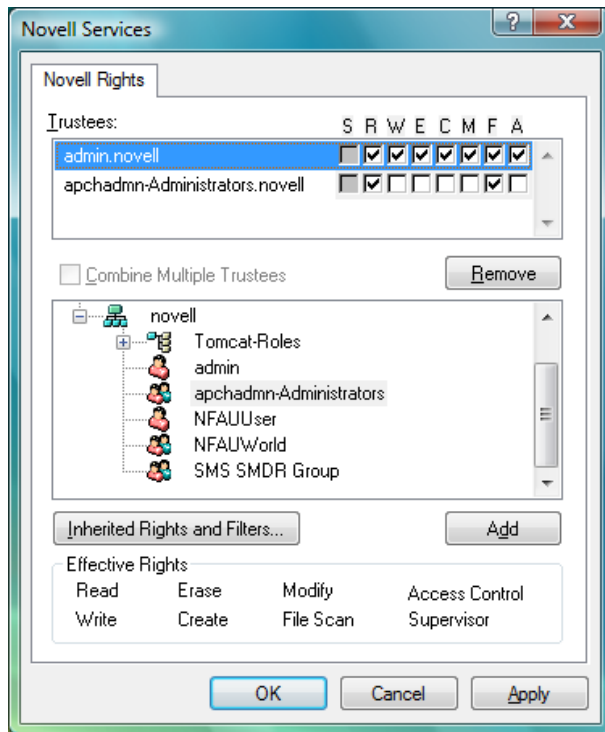 Novell Services
Novell Rights
Trustees: S R W E C M F A
admin.novell
apchadmn-Administrators.novell
Combine Multiple Trustees Remove
novell
Tomcat-Roles
admin
apchadmn-Administrators
NFAUUser
NFAUWorld
SMS SMDR Group
Inherited Rights and Filters... Add
Effective Rights
Read Erase Modify Access Control
Write Create File Scan Supervisor
OK Cancel Apply